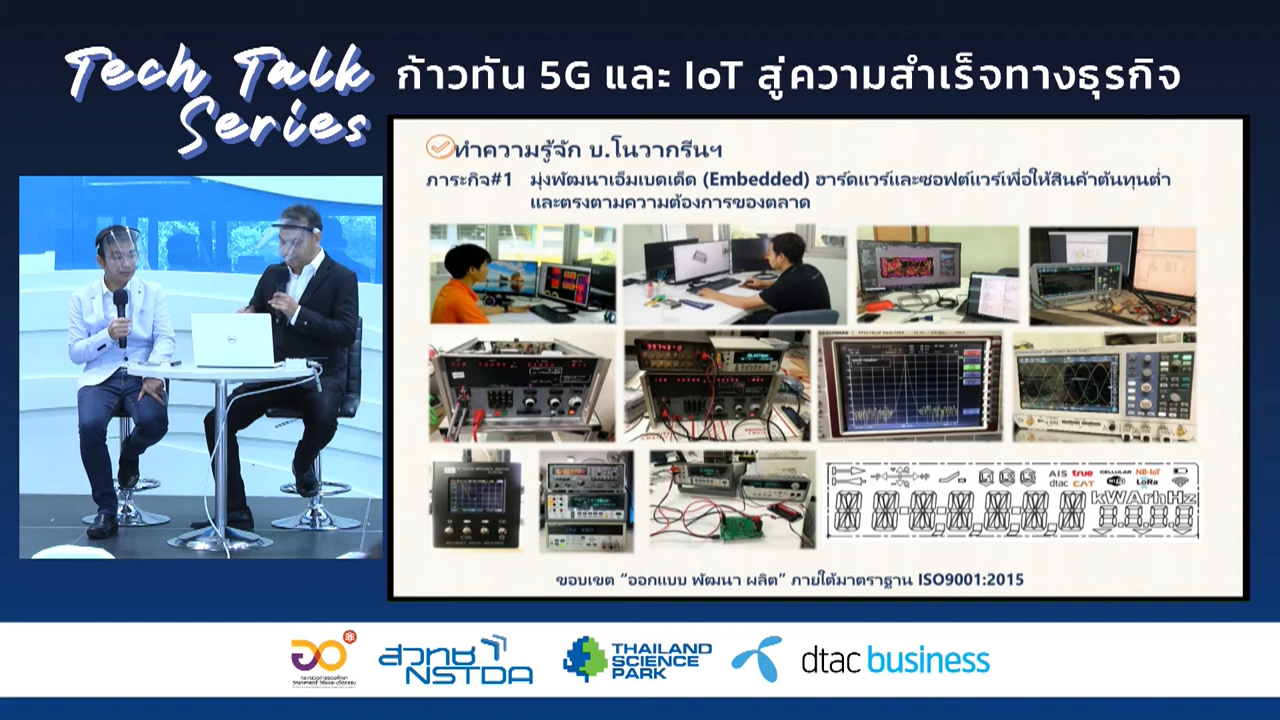 Tech Talk
Series
ก้าวทัน 5G และ IoT สู่ความสำเร็จทางธุรกิจ
ทำความรู้จัก บ.โนวากรีนฯ
ภาระกิจ#1 มุ่งพัฒนาเอ็มเบดเด็ด (Embedded) ฮาร์ดแวร์และซอฟต์แวร์เพื่อให้สินค้าต้นทุนต่ำ
และตรงตามความต้องการของตลาด
AIS true CELLULAR NB-IoT
dtac CAT LoRa
kWArhHz
ขอบเขต “ออกแบบ พัฒนา ผลิต” ภายใต้มาตราฐาน ISO9001:2015
สวทช
NSTDA
THAILAND
SCIENCE
PARK
dtac business